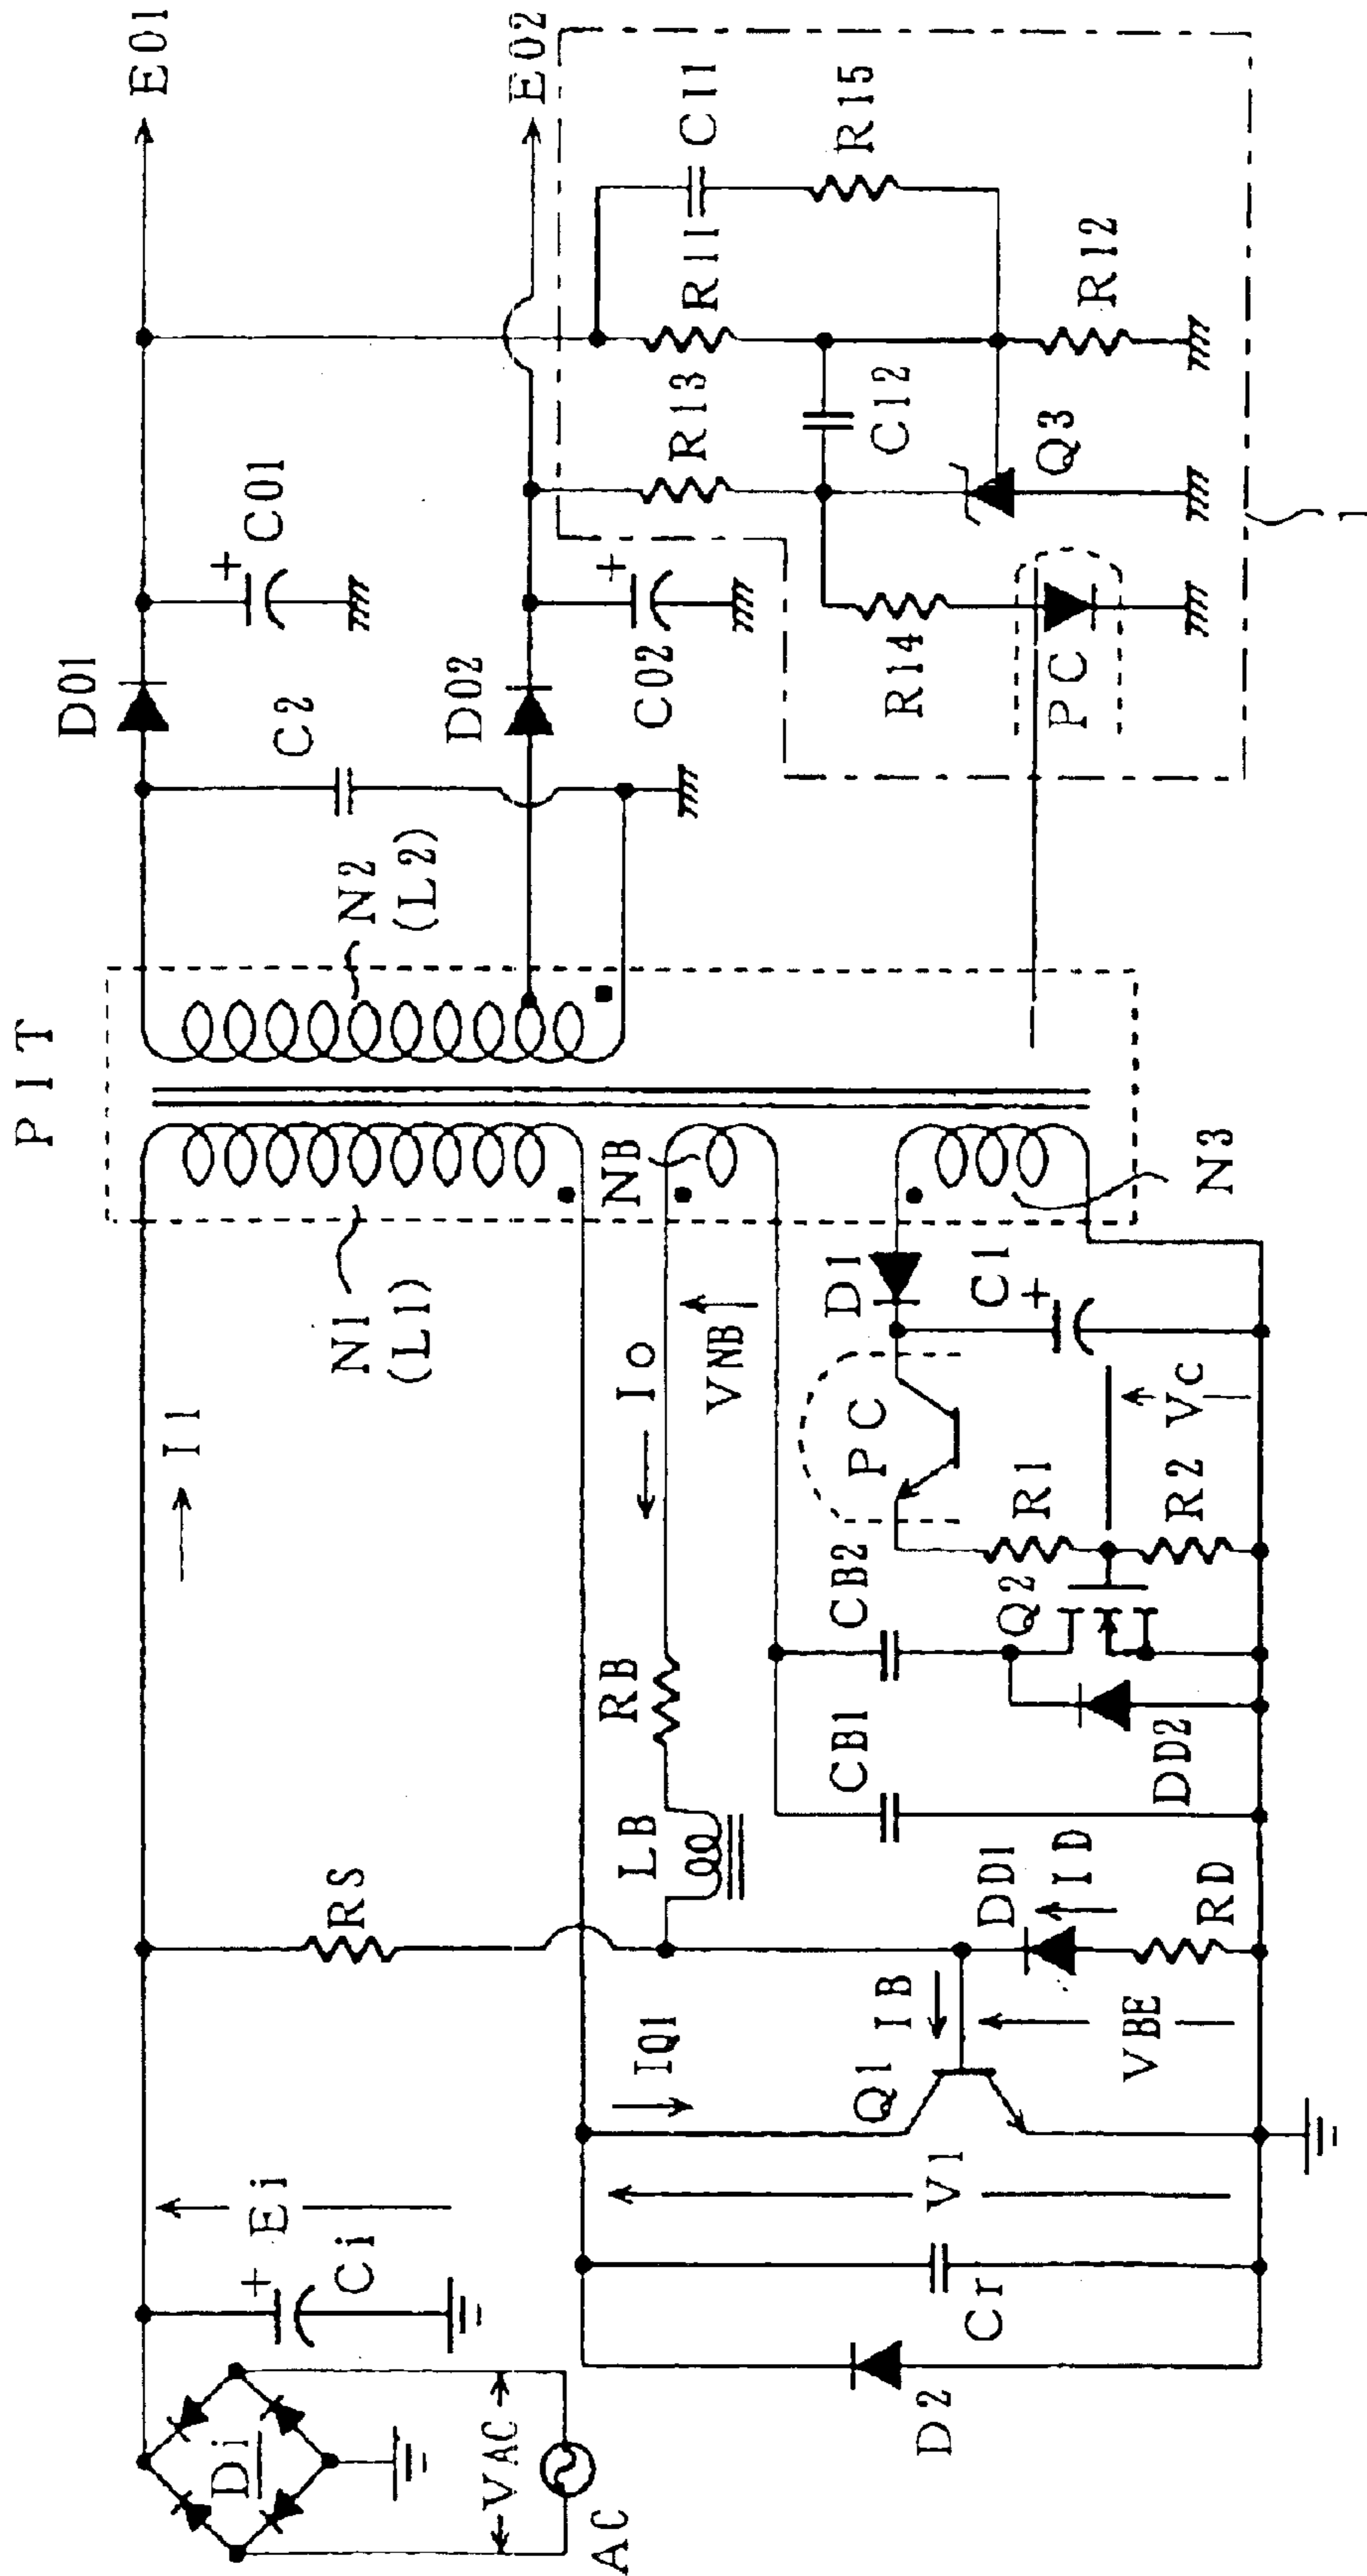 PIT
E01
E02
D01
C01
C2
D02
C02
N2
(L2)
C11
R11
R15
R13
C12
R12
Q3
R14
PC
1
N1
(L1)
I1
NB
N3
Io
VNB
D1
C1
PC
Vc
R1
R2
RB
CB2
Q2
LB
CB1
DD2
RS
DD1
ID
RD
IB
VBE
IQ1
Q1
V1
Ei
Ci
Cr
D2
Di
VAC
AC